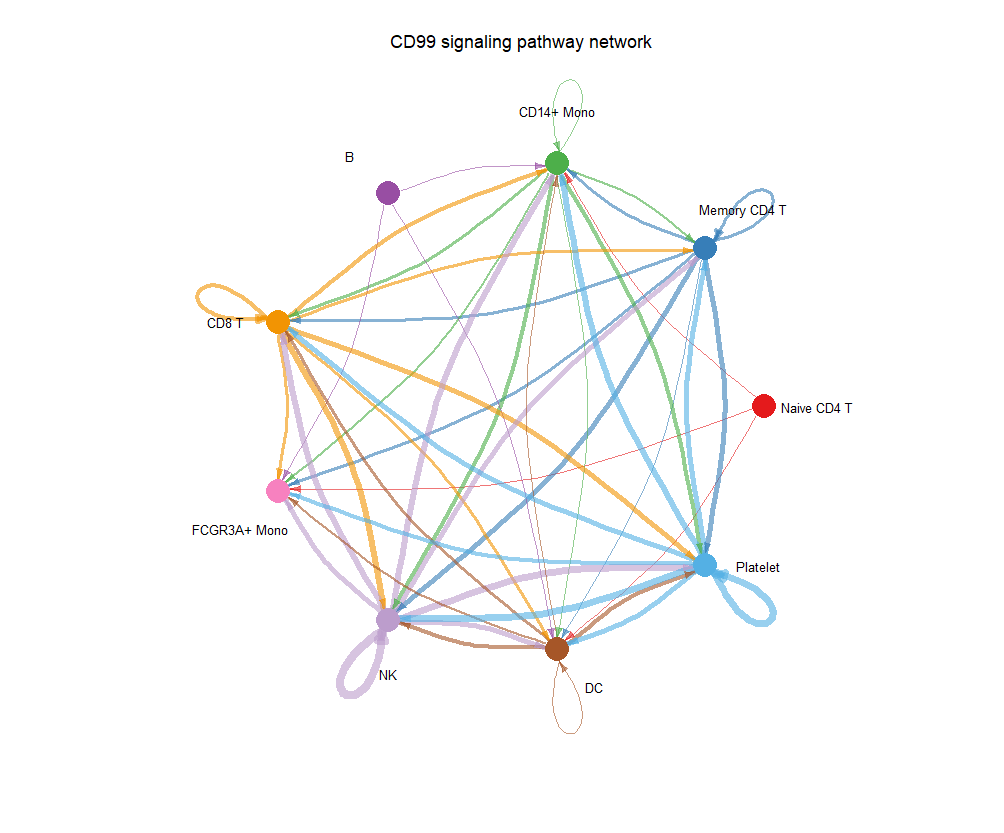 CD99 signaling pathway network
CD14+ Mono
B
Memory CD4 T
CD8 T
Naive CD4 T
FCGR3A+ Mono
Platelet
NK
DC